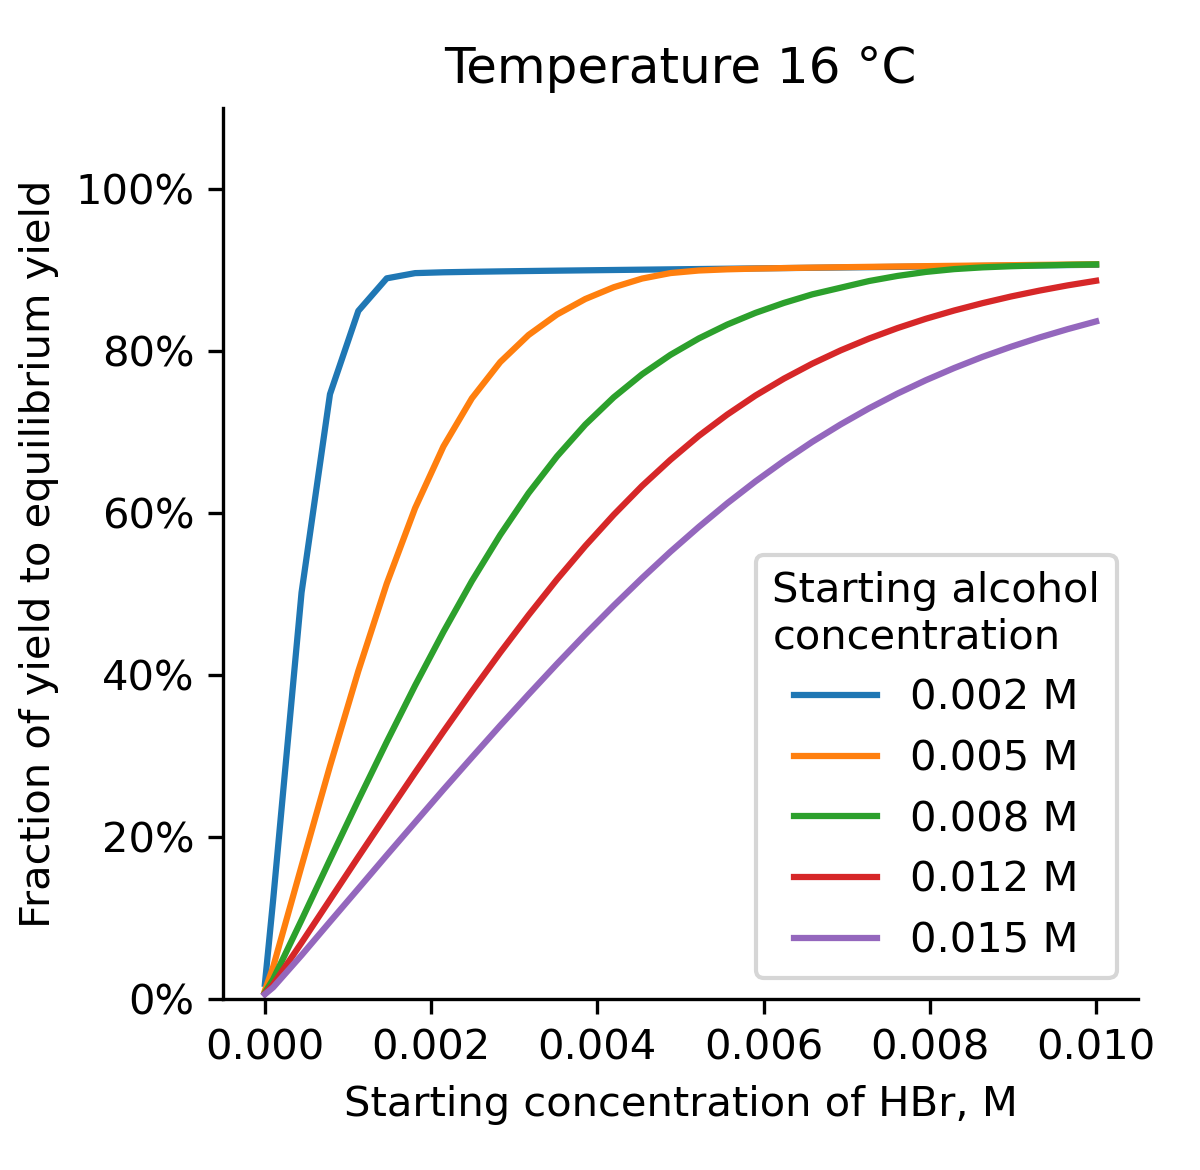 Temperature 16 °C
Fraction of yield to equilibrium yield
100%
80%
60%
40%
20%
0%
Starting alcohol
concentration
0.002 M
0.005 M
0.008 M
0.012 M
0.015 M
0.000 0.002 0.004 0.006 0.008 0.010
Starting concentration of HBr, M